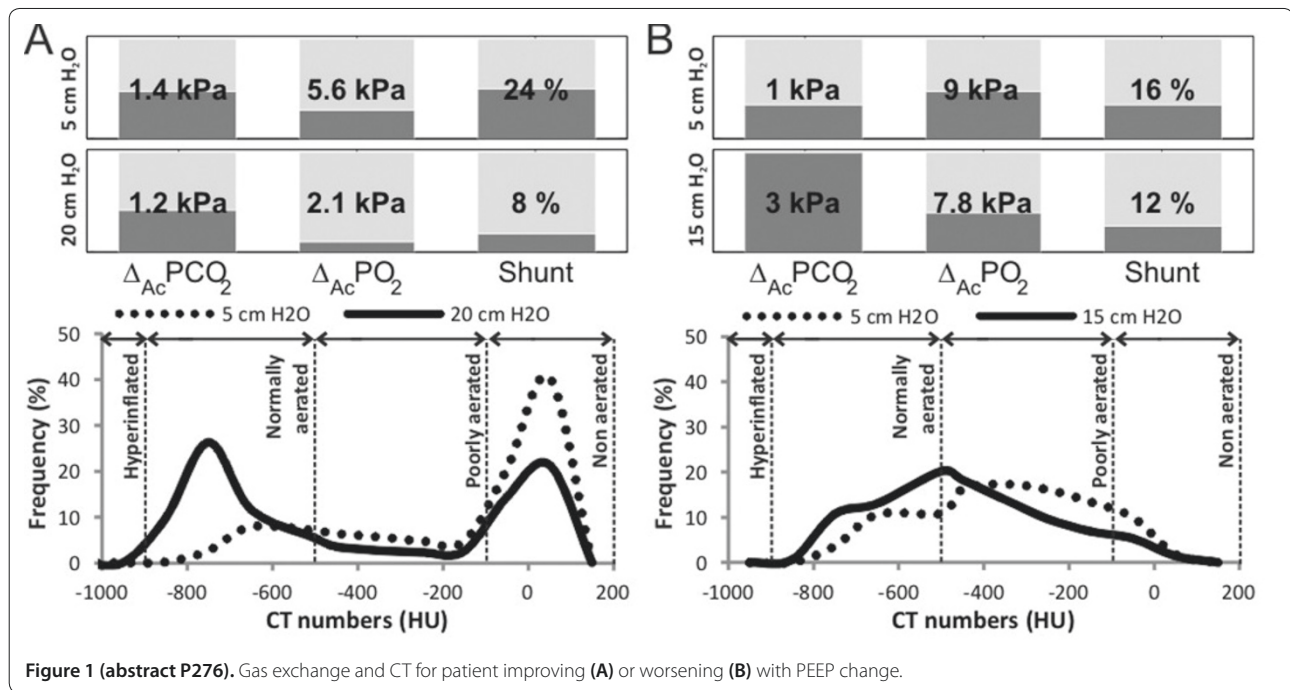 A
5 cm H₂O
1.4 kPa
5.6 kPa
24 %
20 cm H₂O
1.2 kPa
2.1 kPa
8 %
ΔAcPCO₂
ΔAcPO₂
Shunt
5 cm H2O
20 cm H2O
Frequency (%)
50
40
30
20
10
0
Hyperinflated
Normally
aerated
Poorly aerated
Non aerated
-1000
-800
-600
-400
-200
0
200
CT numbers (HU)
B
5 cm H₂O
1 kPa
9 kPa
16 %
15 cm H₂O
3 kPa
7.8 kPa
12 %
ΔAcPCO₂
ΔAcPO₂
Shunt
5 cm H2O
15 cm H2O
Frequency (%)
50
40
30
20
10
0
Hyperinflated
Normally
aerated
Poorly aerated
Non aerated
-1000
-800
-600
-400
-200
0
200
CT numbers (HU)
Figure 1 (abstract P276). Gas exchange and CT for patient improving (A) or worsening (B) with PEEP change.